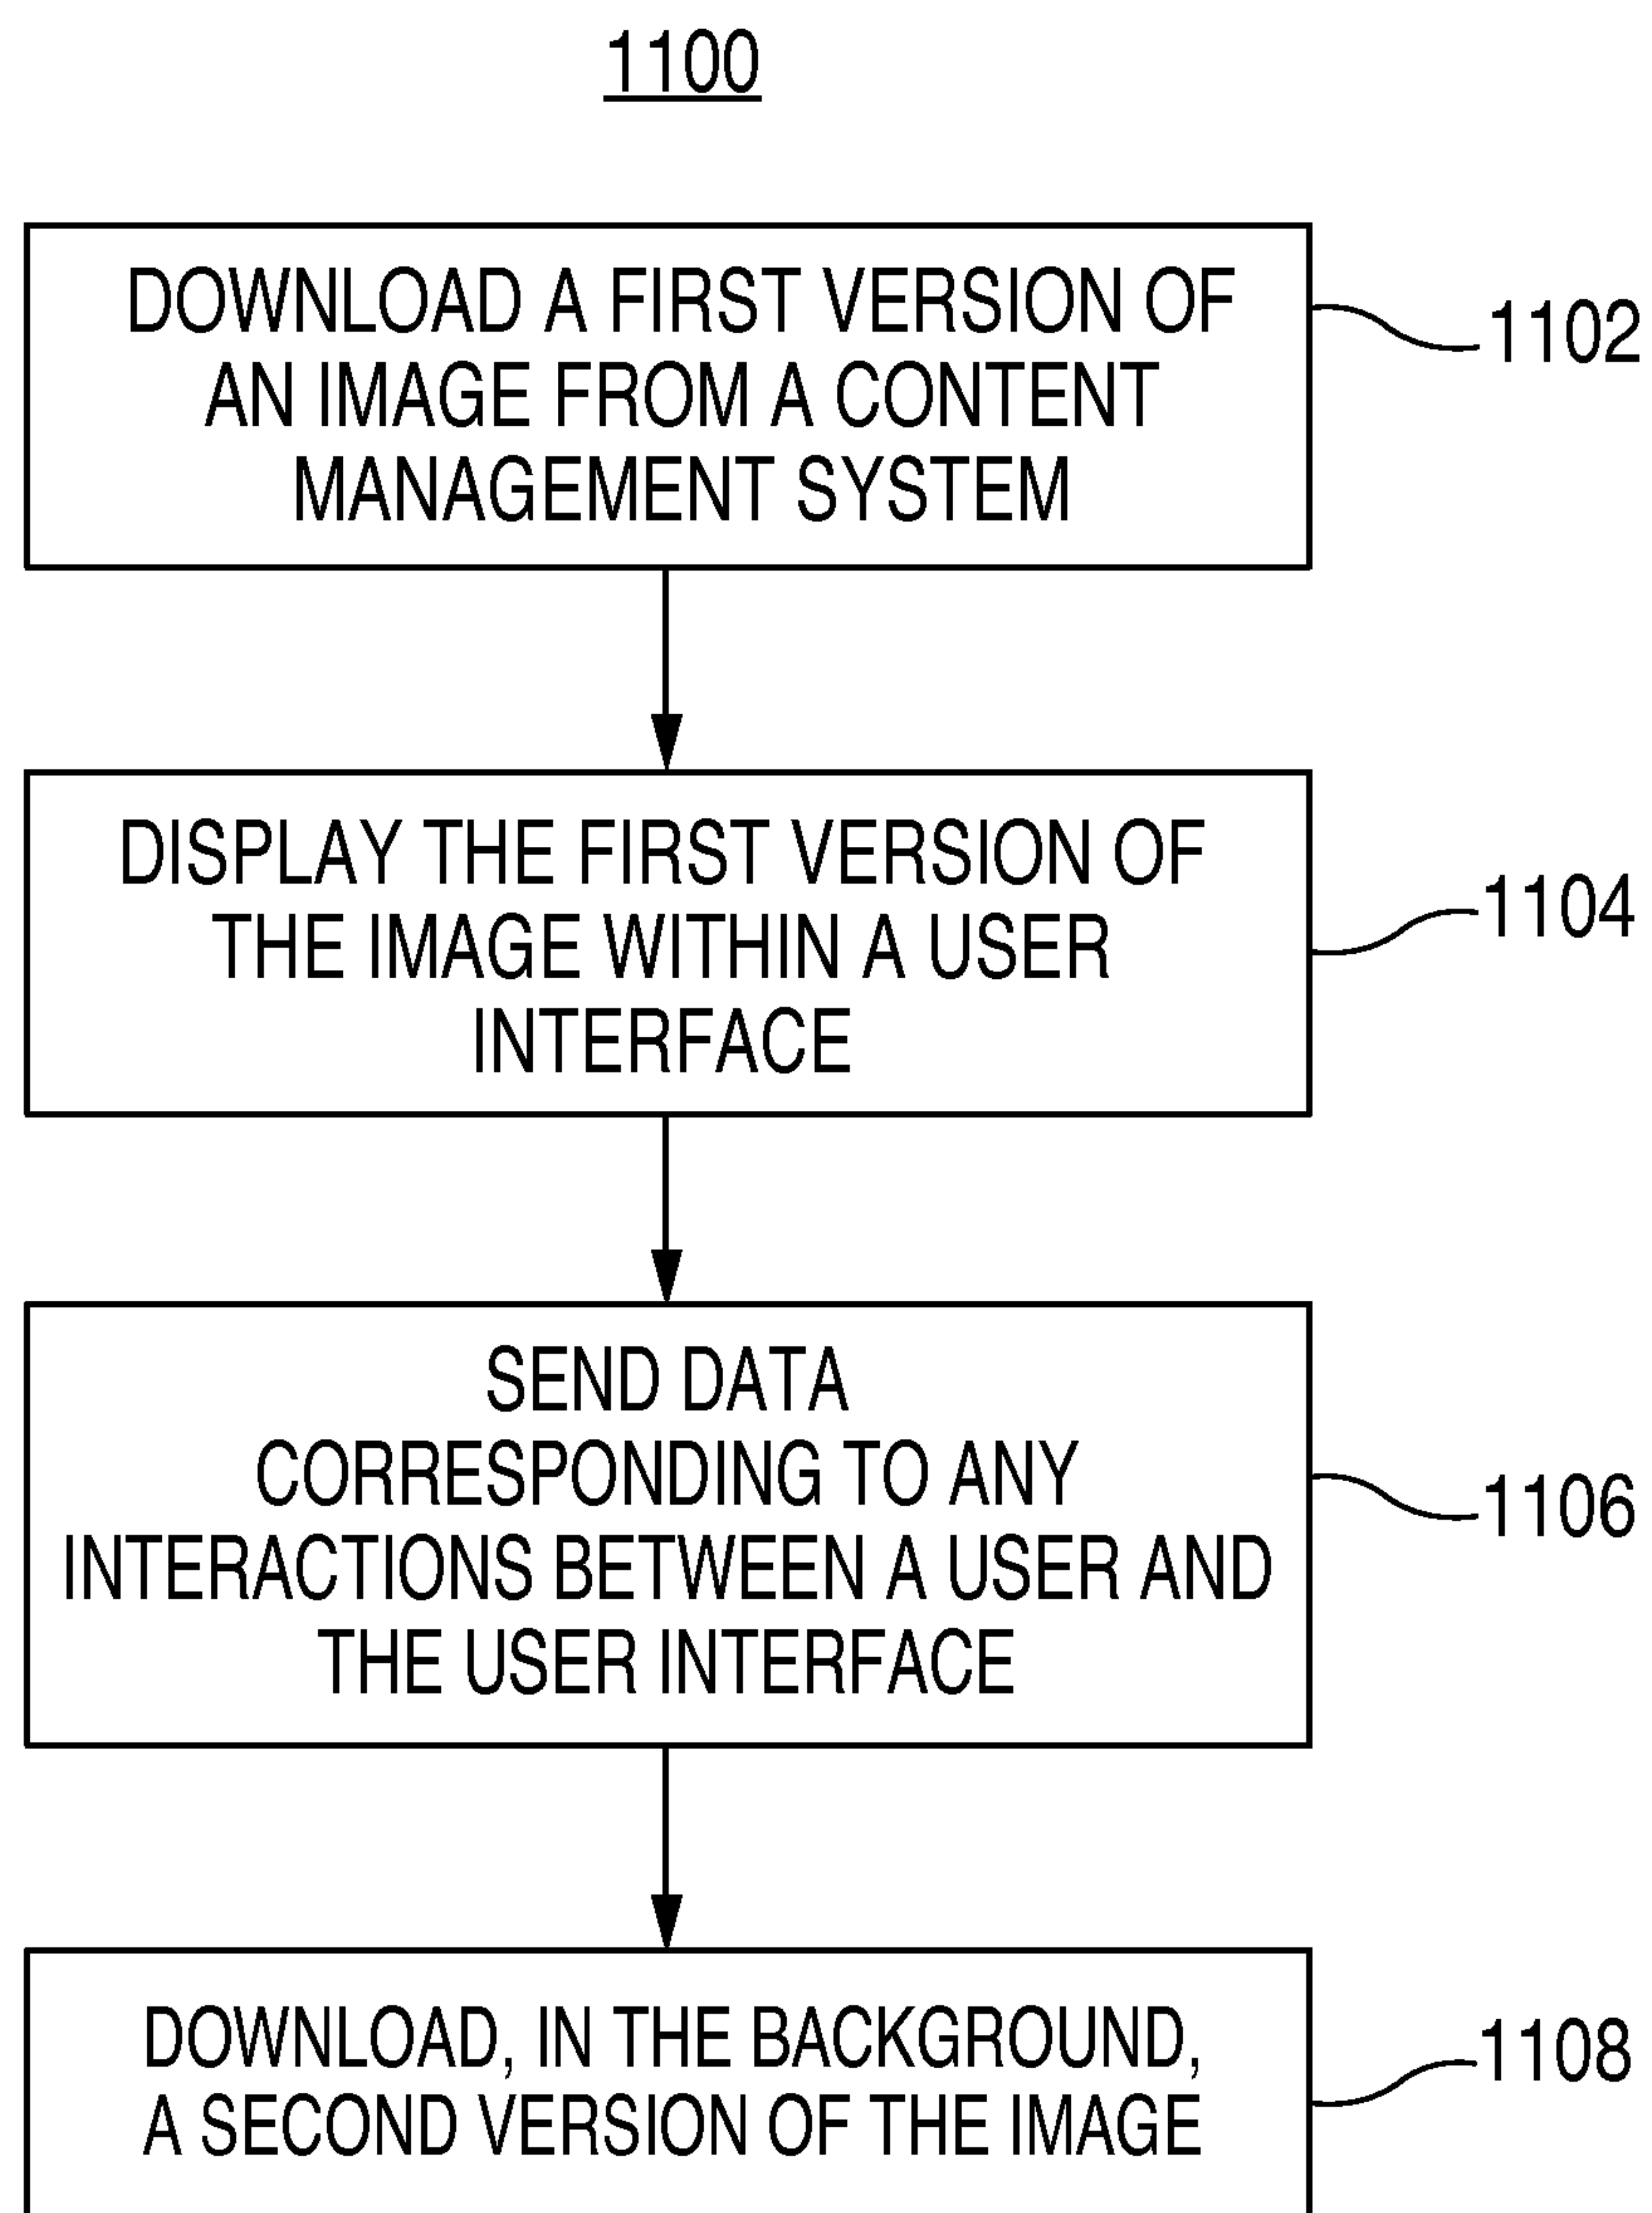 1100
DOWNLOAD A FIRST VERSION OF
AN IMAGE FROM A CONTENT
MANAGEMENT SYSTEM
1102
DISPLAY THE FIRST VERSION OF
THE IMAGE WITHIN A USER
INTERFACE
1104
SEND DATA
CORRESPONDING TO ANY
INTERACTIONS BETWEEN A USER AND
THE USER INTERFACE
1106
DOWNLOAD, IN THE BACKGROUND,
A SECOND VERSION OF THE IMAGE
1108